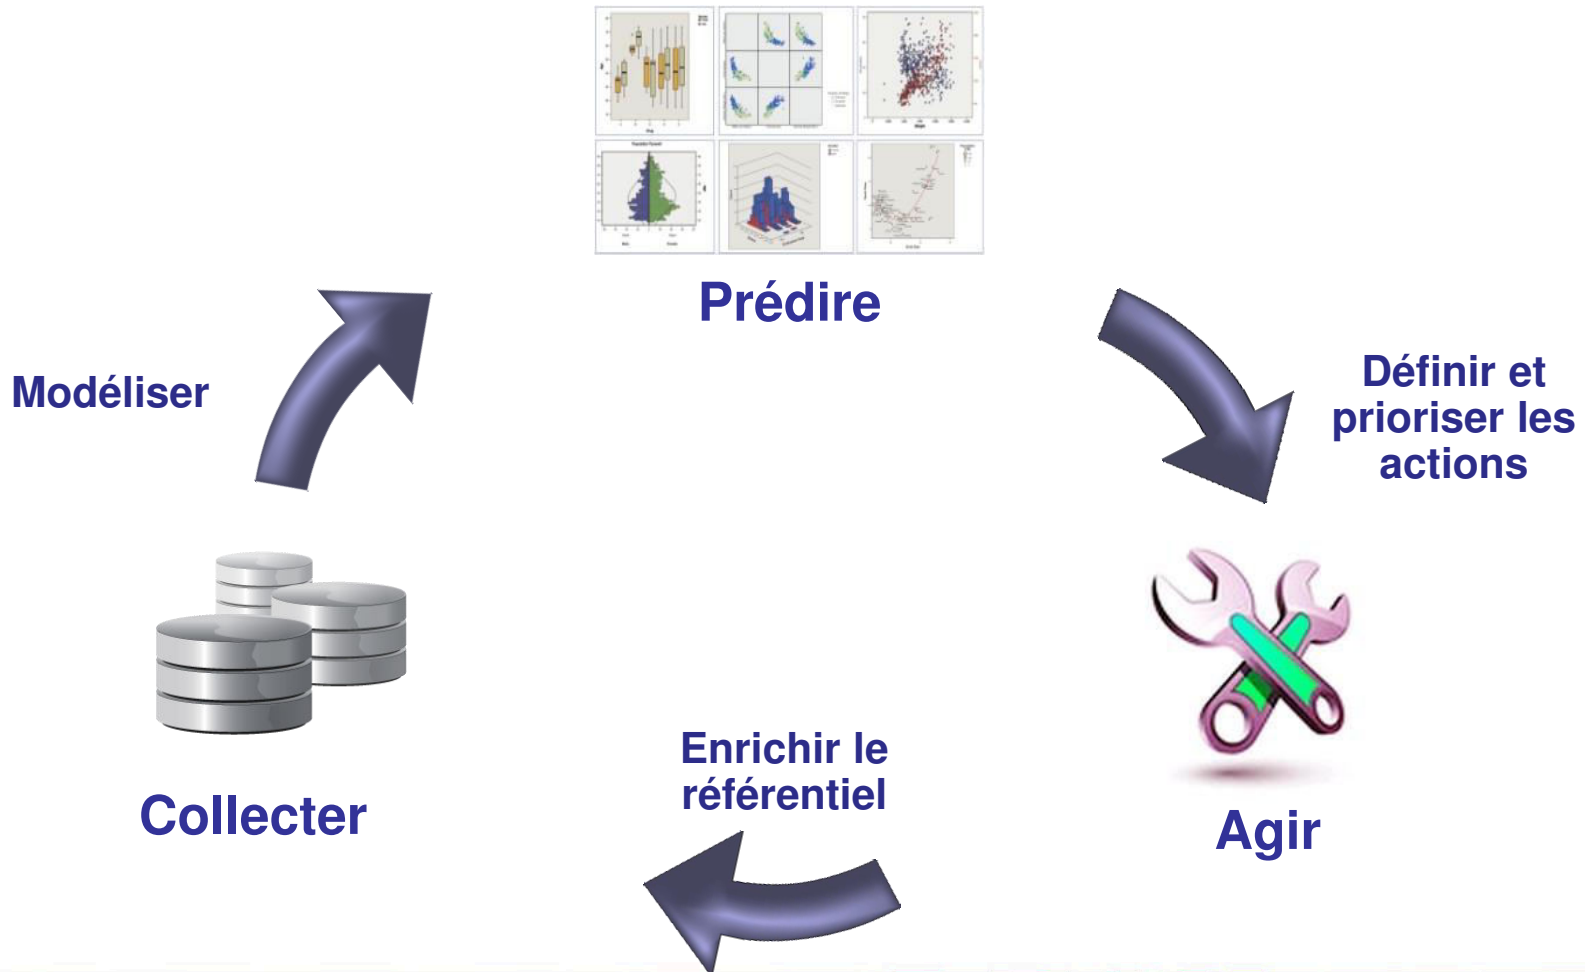 Prédire
Modéliser
Définir et
prioriser les
actions
Enrichir le
référentiel
Collecter
Agir